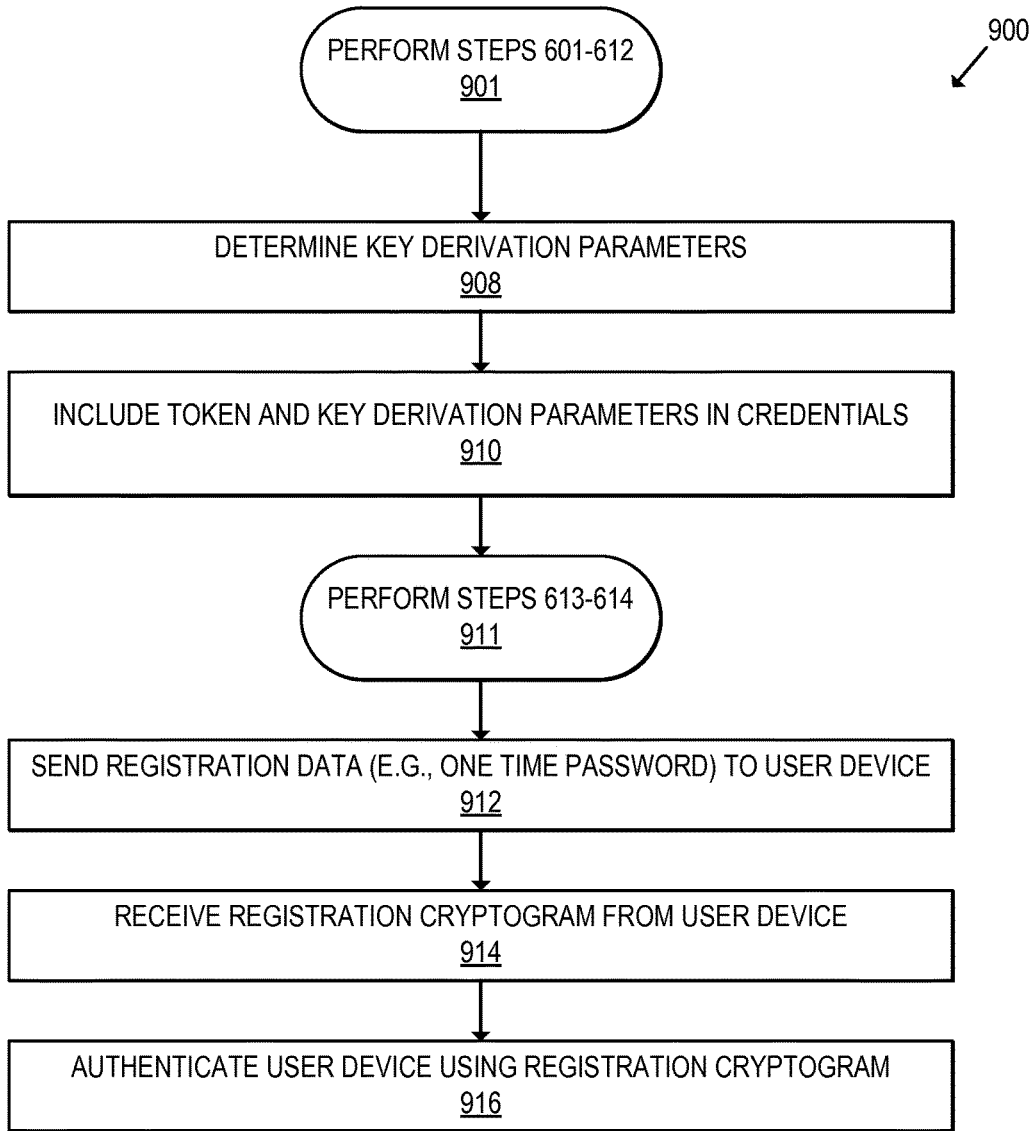 900
PERFORM STEPS 601-612
901
DETERMINE KEY DERIVATION PARAMETERS
908
INCLUDE TOKEN AND KEY DERIVATION PARAMETERS IN CREDENTIALS
910
PERFORM STEPS 613-614
911
SEND REGISTRATION DATA (E.G., ONE TIME PASSWORD) TO USER DEVICE
912
RECEIVE REGISTRATION CRYPTOGRAM FROM USER DEVICE
914
AUTHENTICATE USER DEVICE USING REGISTRATION CRYPTOGRAM
916